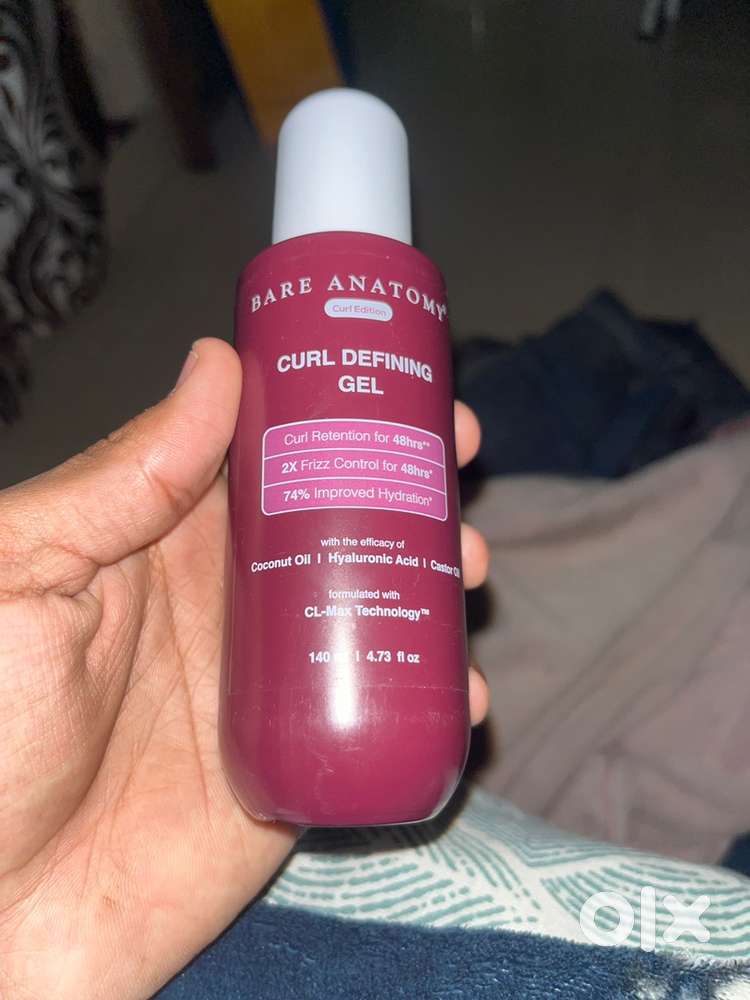 BARE ANATOMY®
Curl Edition
CURL DEFINING
GEL
Curl Retention for 48hrs**
2X Frizz Control for 48hrs*
74% Improved Hydration*
with the efficacy of
Coconut Oil | Hyaluronic Acid | Castor Oil
formulated with
CL-Max Technology™
140 | 4.73 fl oz
olx